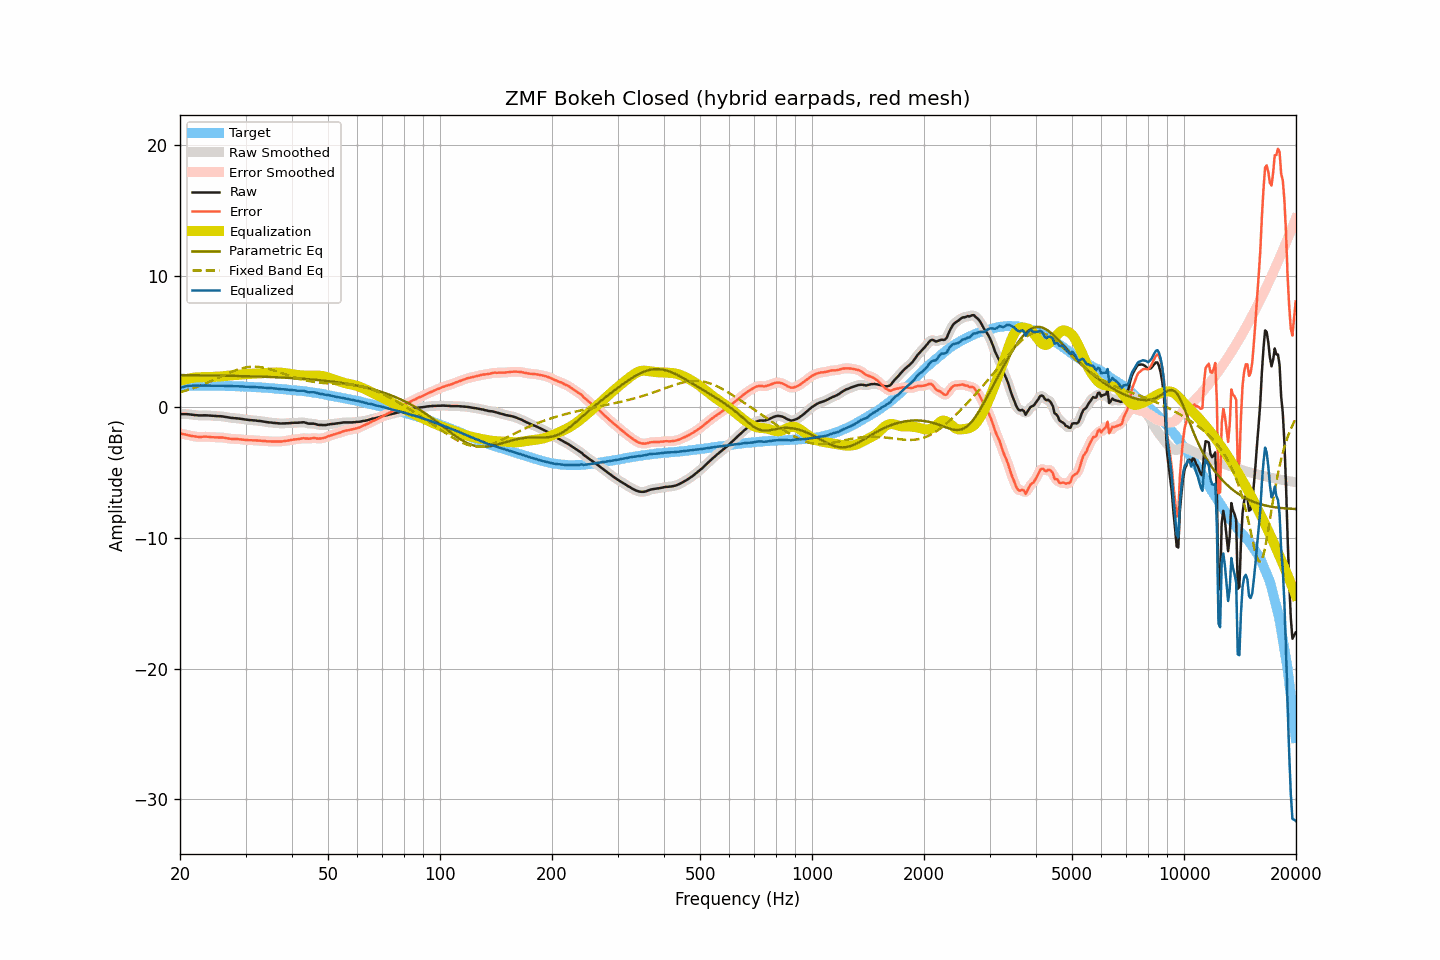 ZMF Bokeh Closed (hybrid earpads, red mesh)
Target
Raw Smoothed
Error Smoothed
Raw
Error
Equalization
Parametric Eq
Fixed Band Eq
Equalized
20
10
0
−10
−20
−30
Amplitude (dBr)
20 50 100 200 500 1000 2000 5000 10000 20000
Frequency (Hz)